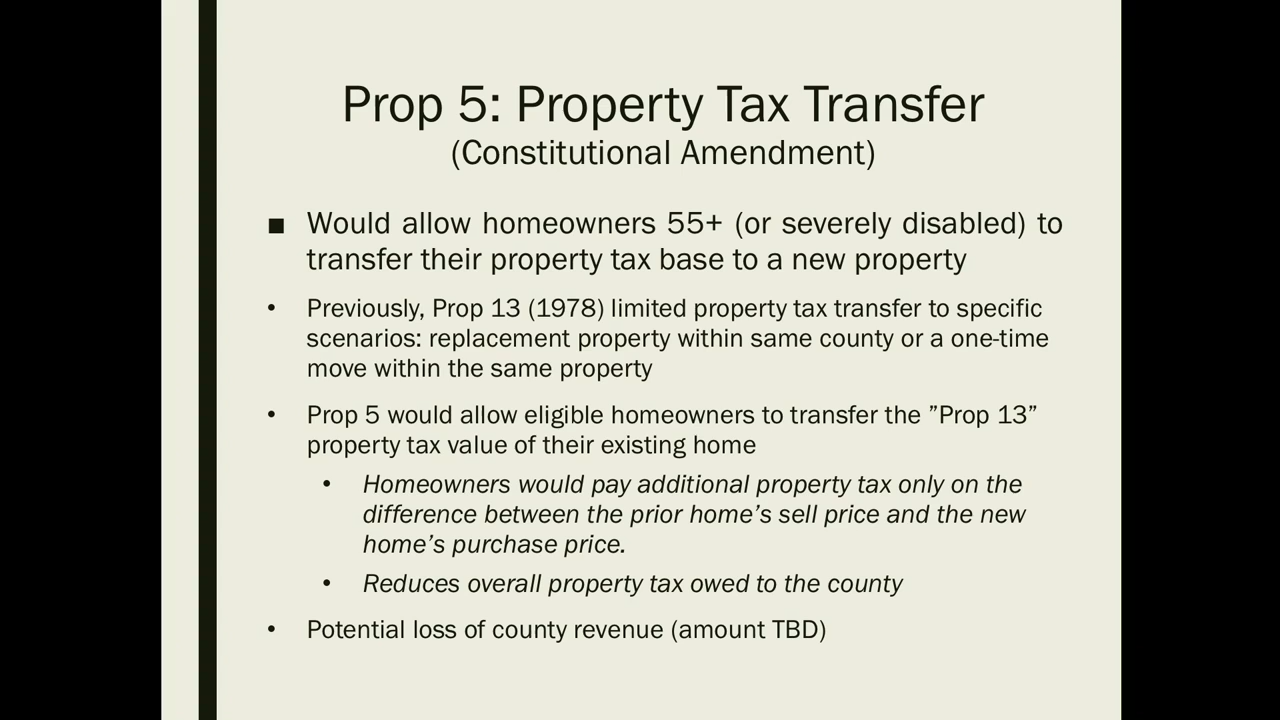 Prop 5: Property Tax Transfer
(Constitutional Amendment)
■ Would allow homeowners 55+ (or severely disabled) to
transfer their property tax base to a new property
• Previously, Prop 13 (1978) limited property tax transfer to specific
scenarios: replacement property within same county or a one-time
move within the same property
• Prop 5 would allow eligible homeowners to transfer the ”Prop 13”
property tax value of their existing home
• Homeowners would pay additional property tax only on the
difference between the prior home’s sell price and the new
home’s purchase price.
• Reduces overall property tax owed to the county
• Potential loss of county revenue (amount TBD)